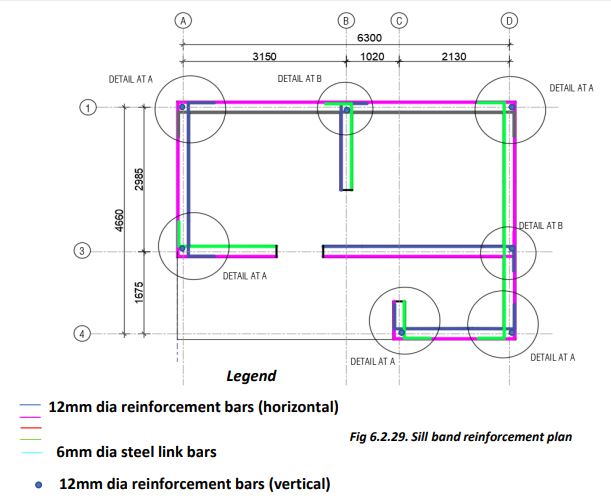 A B C D
6300
3150 1020 2130
DETAIL AT A DETAIL AT B DETAIL AT A
1
2985
4660
DETAIL AT B
3
DETAIL AT A
1675
4
DETAIL AT A DETAIL AT A
Legend
12mm dia reinforcement bars (horizontal)
Fig 6.2.29. Sill band reinforcement plan
6mm dia steel link bars
12mm dia reinforcement bars (vertical)